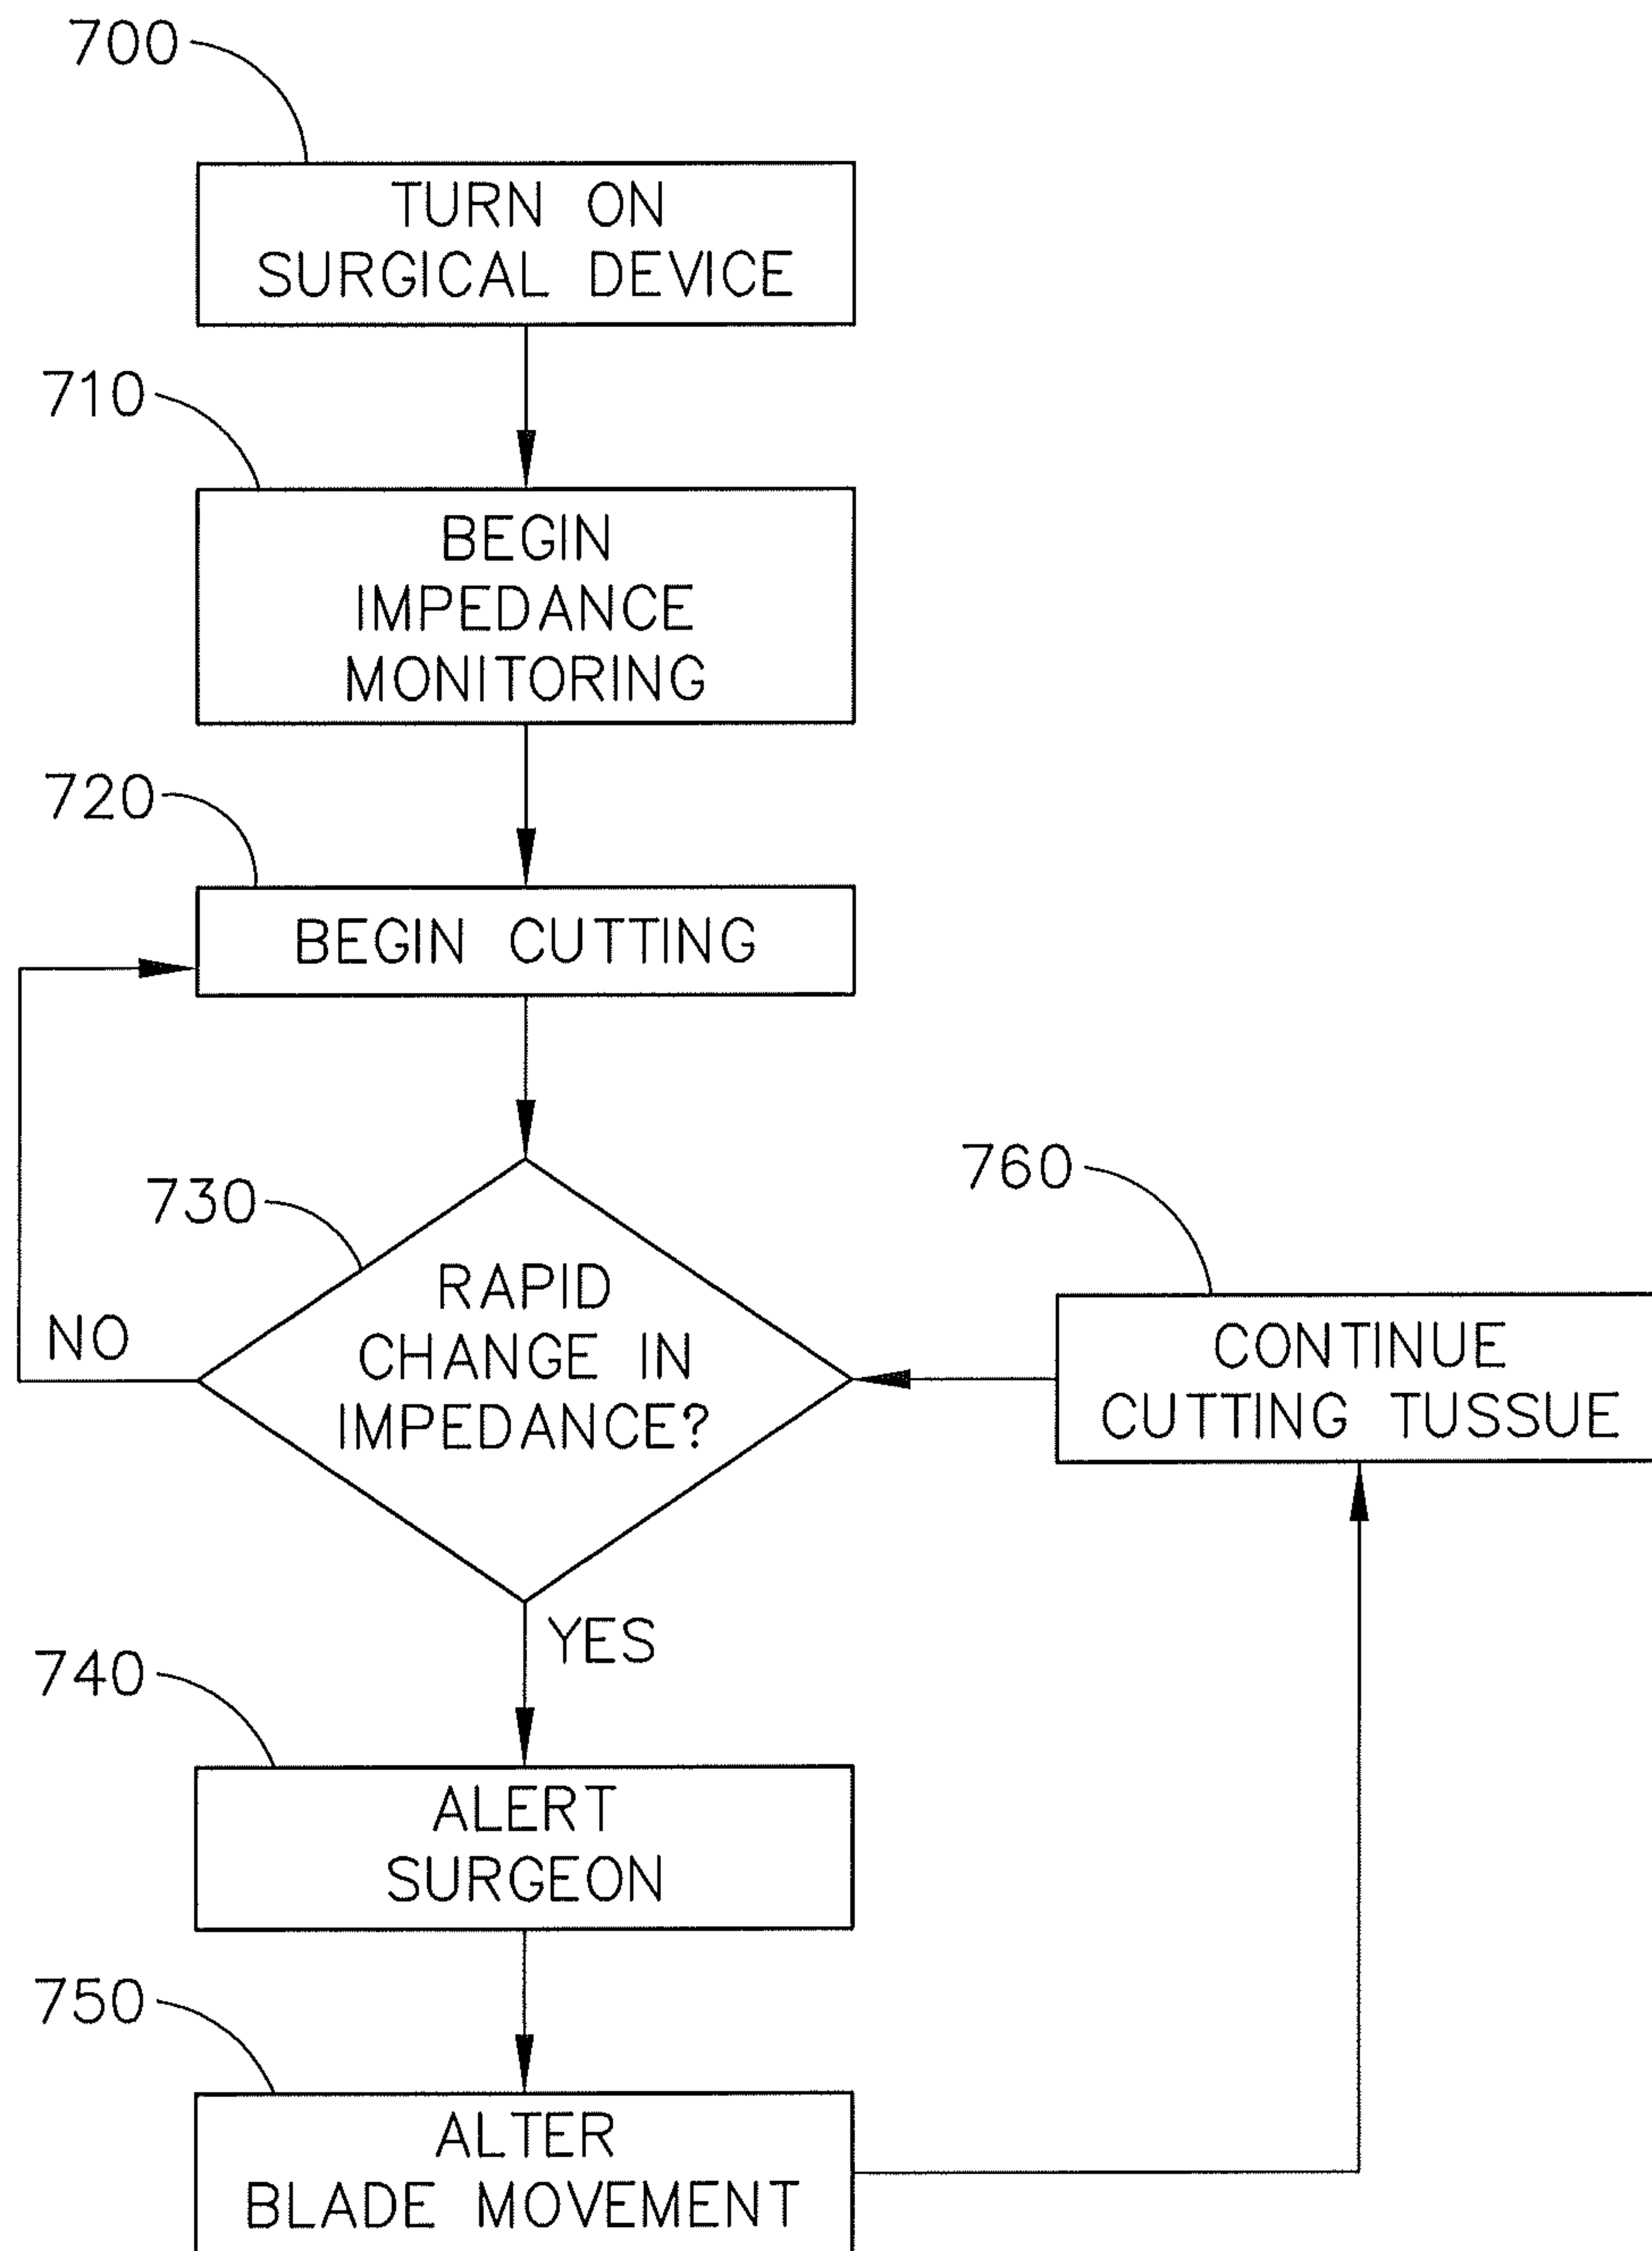 700
TURN ON
SURGICAL DEVICE
710
BEGIN
IMPEDANCE
MONITORING
720
BEGIN CUTTING
730
RAPID
CHANGE IN
IMPEDANCE?
NO
YES
760
CONTINUE
CUTTING TUSSUE
740
ALERT
SURGEON
750
ALTER
BLADE MOVEMENT